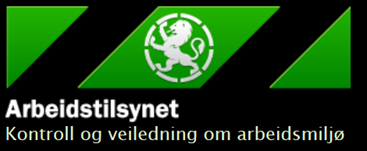 Arbeidstilsynet
Kontroll og veiledning om arbeidsmiljø